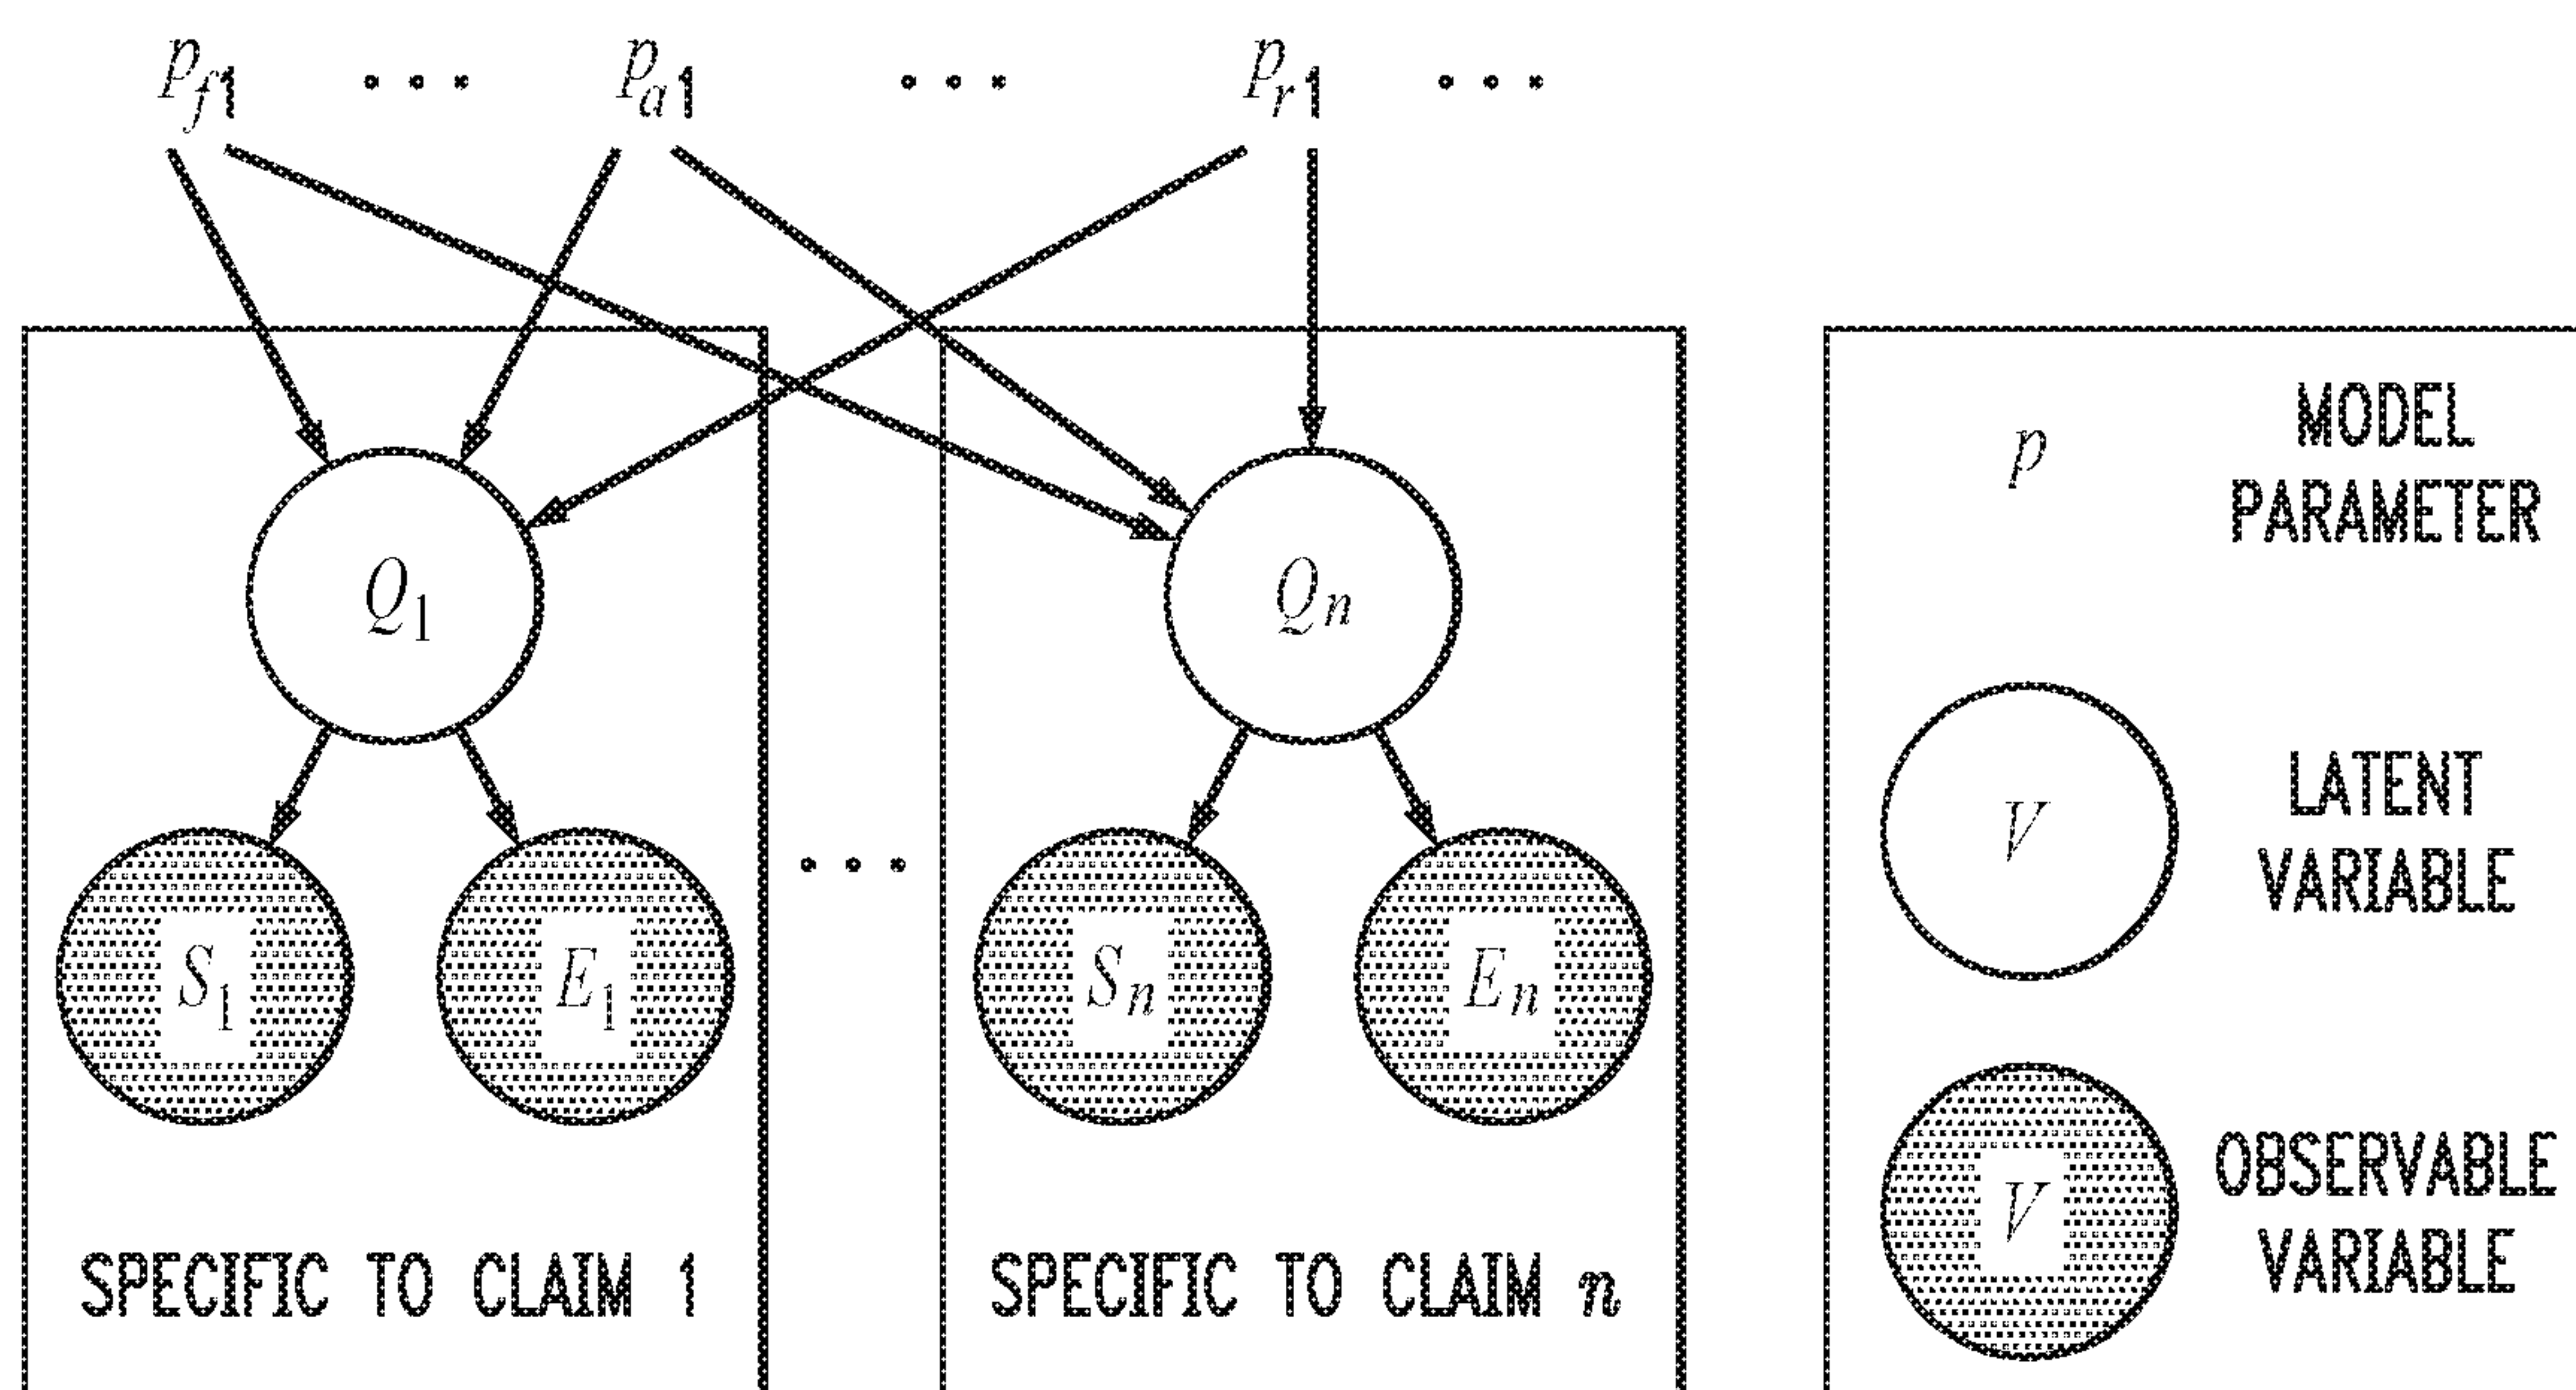 p_f1 ... p_a1 ... p_r1 ...
Q_1
S_1
E_1
SPECIFIC TO CLAIM 1
...
Q_n
S_n
E_n
SPECIFIC TO CLAIM n
p
MODEL
PARAMETER
V
LATENT
VARIABLE
V
OBSERVABLE
VARIABLE